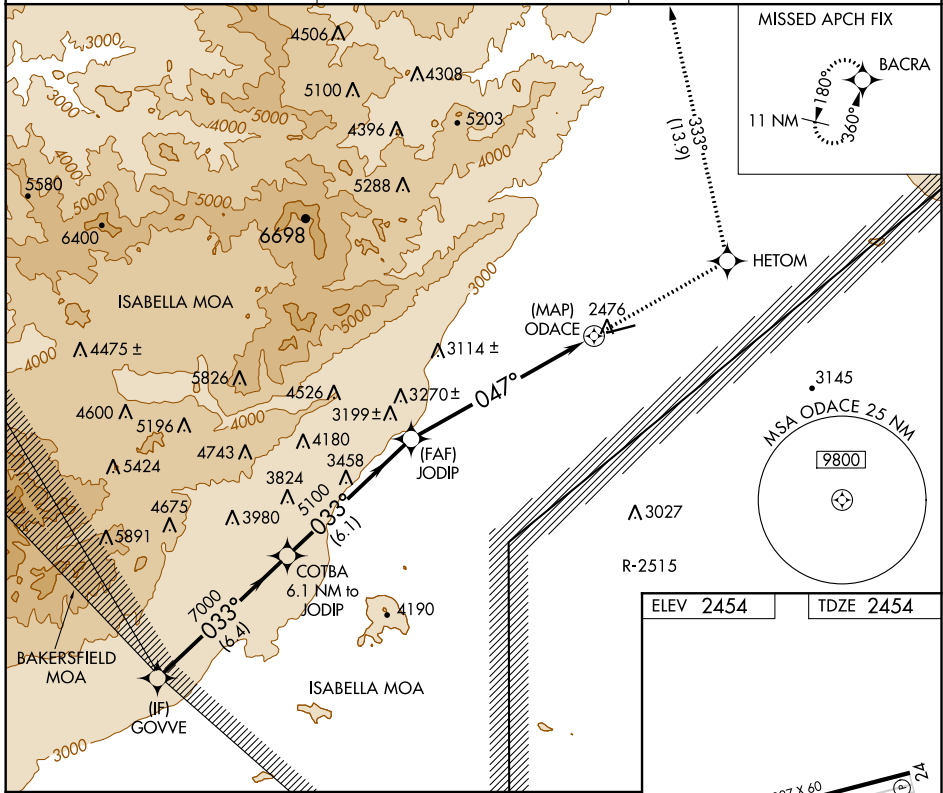 3000
4506
4308
5100
5000
3000
4000
4396
5203
4000
4000
5580
5000
5000
5288
6400
6698
3000
333°
(13.9)
MISSED APCH FIX
BACRA
180°
360°
11 NM
HETOM
ISABELLA MOA
5000
(MAP)
ODACE
2476
4000
4475 ±
3114 ±
5826
4526
3270±
047°
3145
4600
5196
4000
3199±
MSA ODACE 25 NM
9800
4743
4180
(FAF)
JODIP
5424
3458
3824
5100
033°
(6.1)
4675
3980
3027
5891
R-2515
COTBA
6.1 NM to
JODIP
7000
033°
(6.4)
4190
ELEV 2454
TDZE 2454
BAKERSFIELD
MOA
ISABELLA MOA
(IF)
GOVVE
3000
X 60
24
P